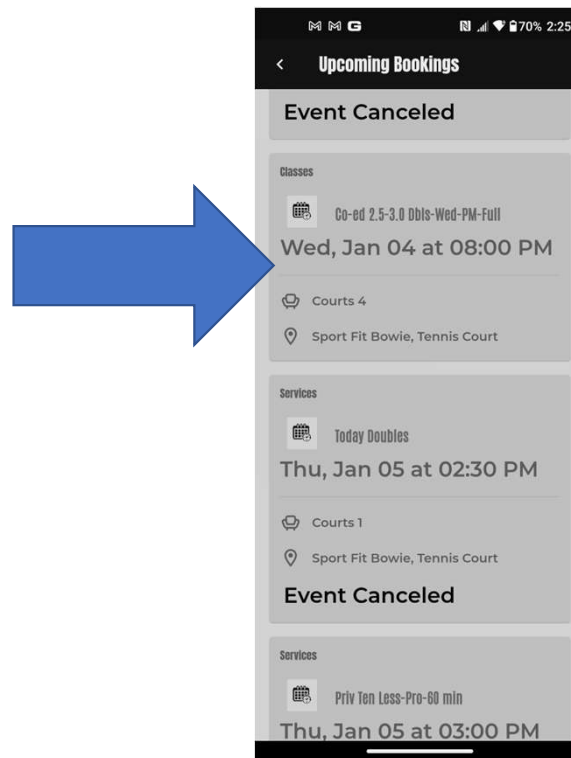 70% 2:25
Upcoming Bookings
Event Canceled
Classes
Co-ed 2.5-3.0 Dbls-Wed-PM-Full
Wed, Jan 04 at 08:00 PM
Courts 4
Sport Fit Bowie, Tennis Court
Services
Today Doubles
Thu, Jan 05 at 02:30 PM
Courts 1
Sport Fit Bowie, Tennis Court
Event Canceled
Services
Priv Ten Less-Pro-60 min
Thu, Jan 05 at 03:00 PM